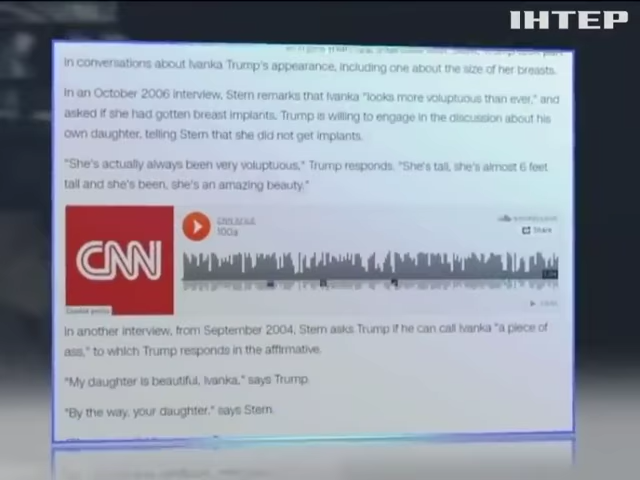 ІНТЕР
in conversations about Ivanka Trump's appearance, including one about the size of her breasts.
In an October 2006 interview, Stern remarks that Ivanka "looks more voluptuous than ever," and
asked if she had gotten breast implants. Trump is willing to engage in the discussion about his
own daughter, telling Stern that she did not get implants.
"She's actually always been very voluptuous," Trump responds. "She's tall, she's almost 6 feet
tall and she's been, she's an amazing beauty."
CNN
100a
Share
In another interview, from September 2004, Stern asks Trump if he can call Ivanka "a piece of
ass," to which Trump responds in the affirmative.
"My daughter is beautiful, Ivanka," says Trump.
"By the way, your daughter," says Stern.